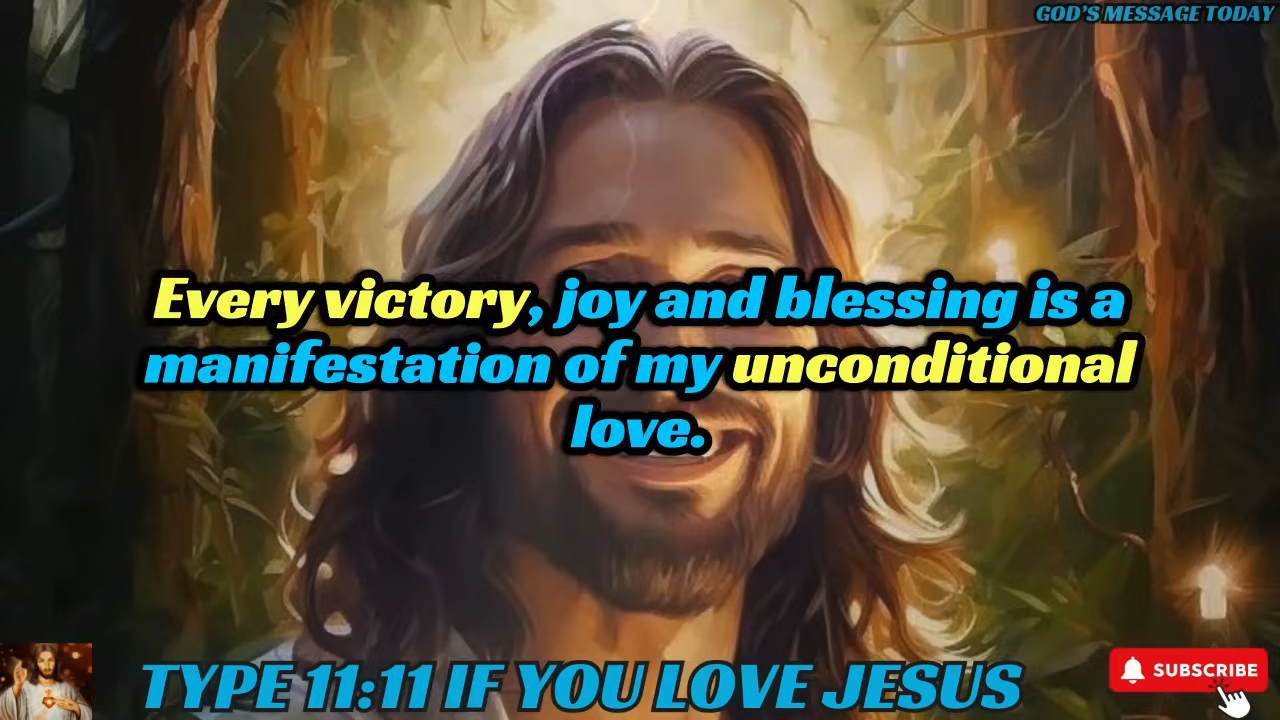 GOD'S MESSAGE TODAY
Every victory, joy and blessing is a
manifestation of my unconditional
love.
TYPE 11:11 IF YOU LOVE JESUS
SUBSCRIBE